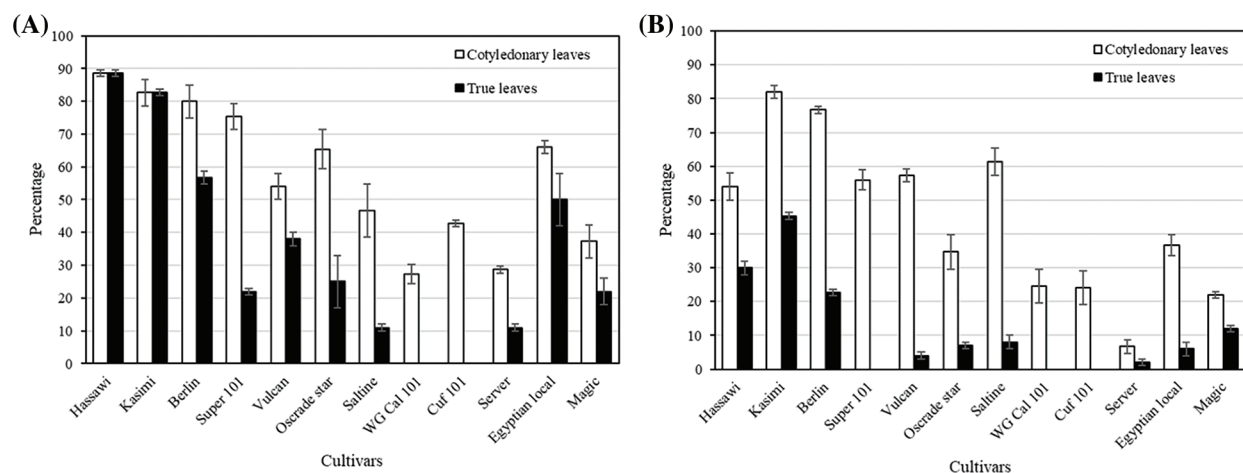 (A)
100
90
80
70
60
50
40
30
20
10
0
Percentage
Cotyledonary leaves
True leaves
Hassawi
Kasimi
Berlin
Super 101
Vulcan
Oscrade star
Saltine
WG Cal 101
Cuf 101
Server
Egyptian local
Magic
Cultivars
(B)
100
90
80
70
60
50
40
30
20
10
0
Percentage
Cotyledonary leaves
True leaves
Hassawi
Kasimi
Berlin
Super 101
Vulcan
Oscrade star
Saltine
WG Cal 101
Cuf 101
Server
Egyptian local
Magic
Cultivars